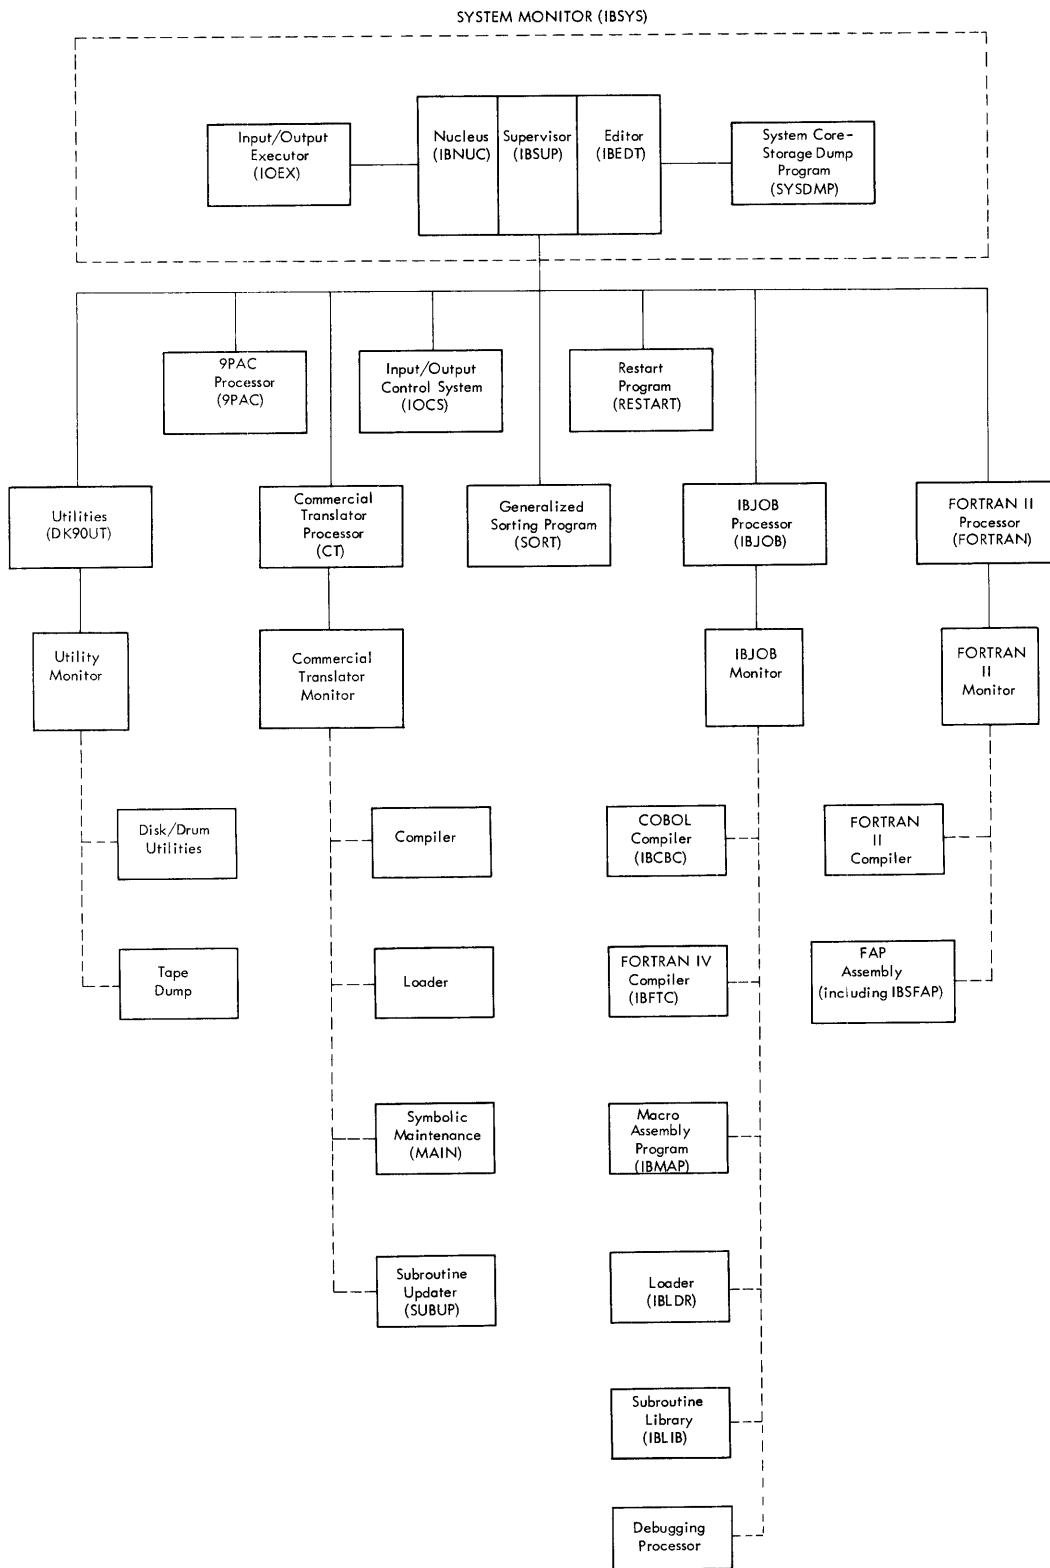 SYSTEM MONITOR (IBSYS)
Input/Output
Executor
(IOEX)
Nucleus
(IBNUC)
Supervisor
(IBSUP)
Editor
(IBEDT)
System Core-
Storage Dump
Program
(SYSDMP)
9PAC
Processor
(9PAC)
Input/Output
Control System
(IOCS)
Restart
Program
(RESTART)
Utilities
(DK90UT)
Commercial
Translator
Processor
(CT)
Generalized
Sorting Program
(SORT)
IBJOB
Processor
(IBJOB)
FORTRAN II
Processor
(FORTRAN)
Utility
Monitor
Commercial
Translator
Monitor
IBJOB
Monitor
FORTRAN
II
Monitor
Disk/Drum
Utilities
Compiler
COBOL
Compiler
(IBCBC)
FORTRAN
II
Compiler
Tape
Dump
Loader
FORTRAN IV
Compiler
(IBFTC)
FAP
Assembly
(including IBSFAP)
Symbolic
Maintenance
(MAIN)
Macro
Assembly
Program
(IBMAP)
Subroutine
Updater
(SUBUP)
Loader
(IBLDR)
Subroutine
Library
(IBLIB)
Debugging
Processor